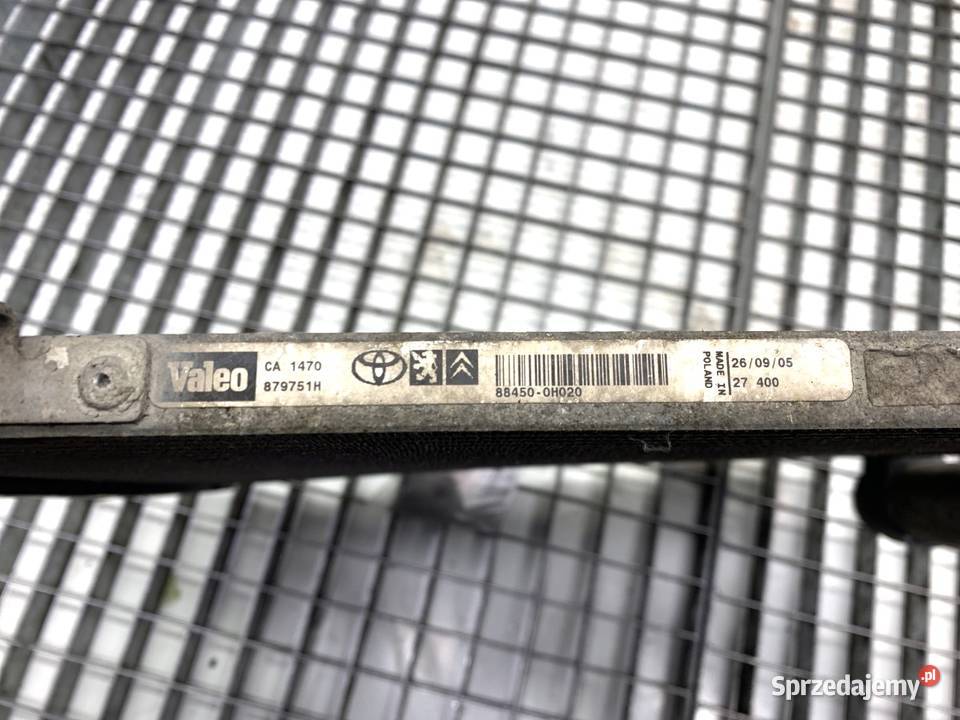 Valeo
CA 1470
879751H
88450-0H020
MADE IN
POLAND
26/09/05
27 400
Sprzedajemy.pl